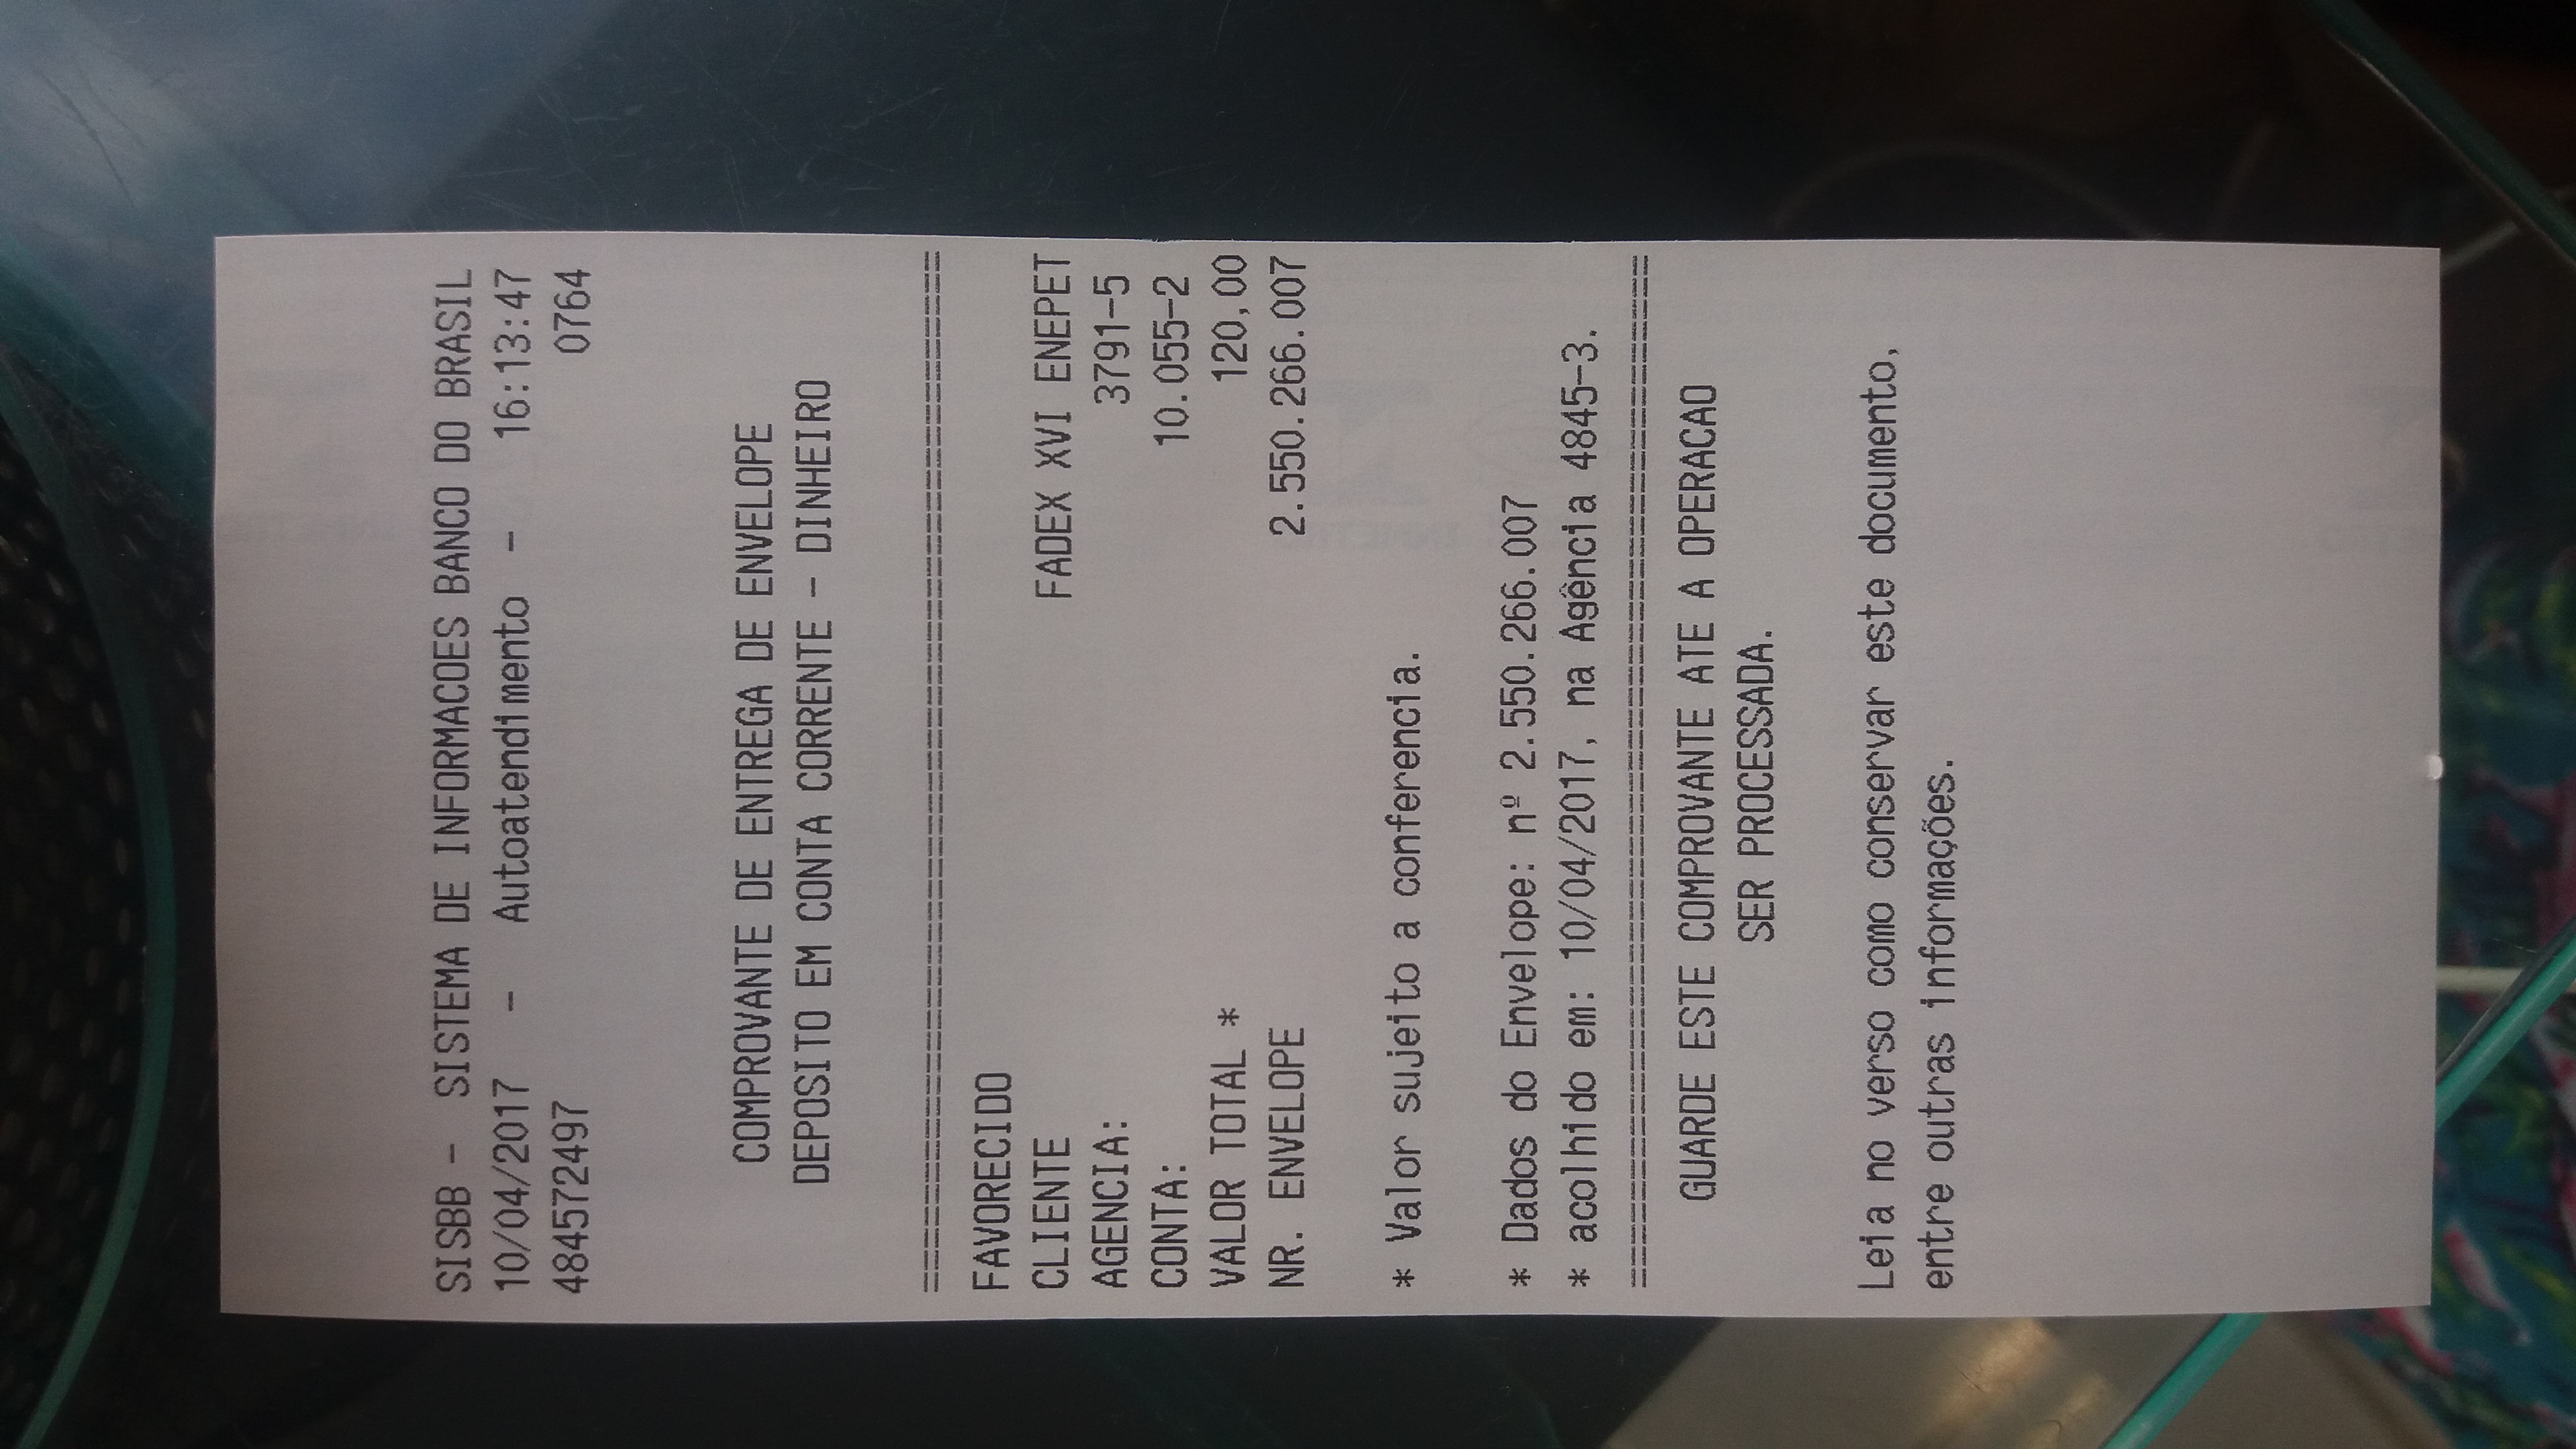 SISBB - SISTEMA DE INFORMACOES BANCO DO BRASIL
10/04/2017 - Autoatendimento - 16:13:47
484572497 0764
COMPROVANTE DE ENTREGA DE ENVELOPE
DEPOSITO EM CONTA CORRENTE - DINHEIRO
================================================
FAVORECIDO
CLIENTE FADEX XVI ENEPET
AGENCIA: 3791-5
CONTA: 10.055-2
VALOR TOTAL * 120,00
NR. ENVELOPE 2.550.266.007
* Valor sujeito a conferencia.
* Dados do Envelope: nº 2.550.266.007
* acolhido em: 10/04/2017, na Agência 4845-3.
================================================
GUARDE ESTE COMPROVANTE ATE A OPERACAO
SER PROCESSADA.
Leia no verso como conservar este documento,
entre outras informações.